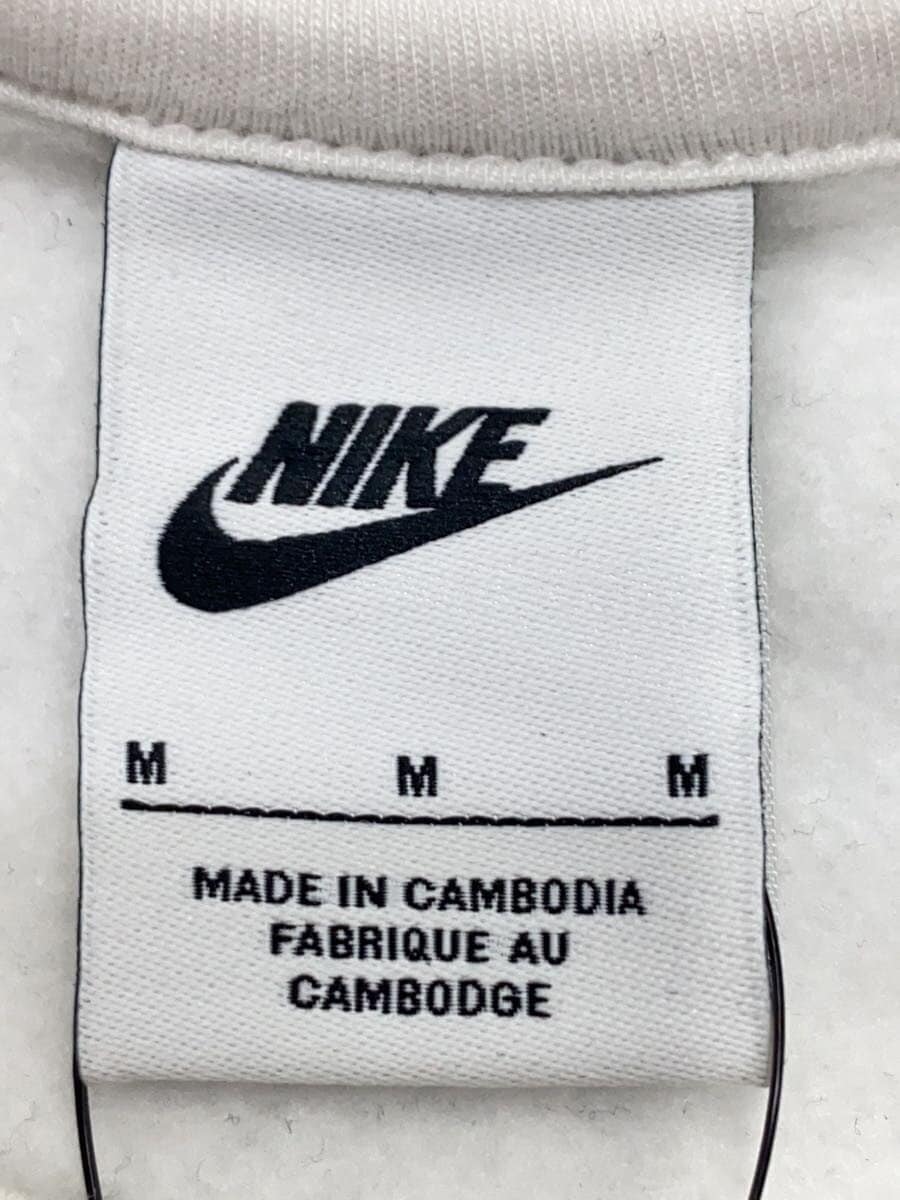 NIKE
M M M
MADE IN CAMBODIA
FABRIQUE AU
CAMBODGE